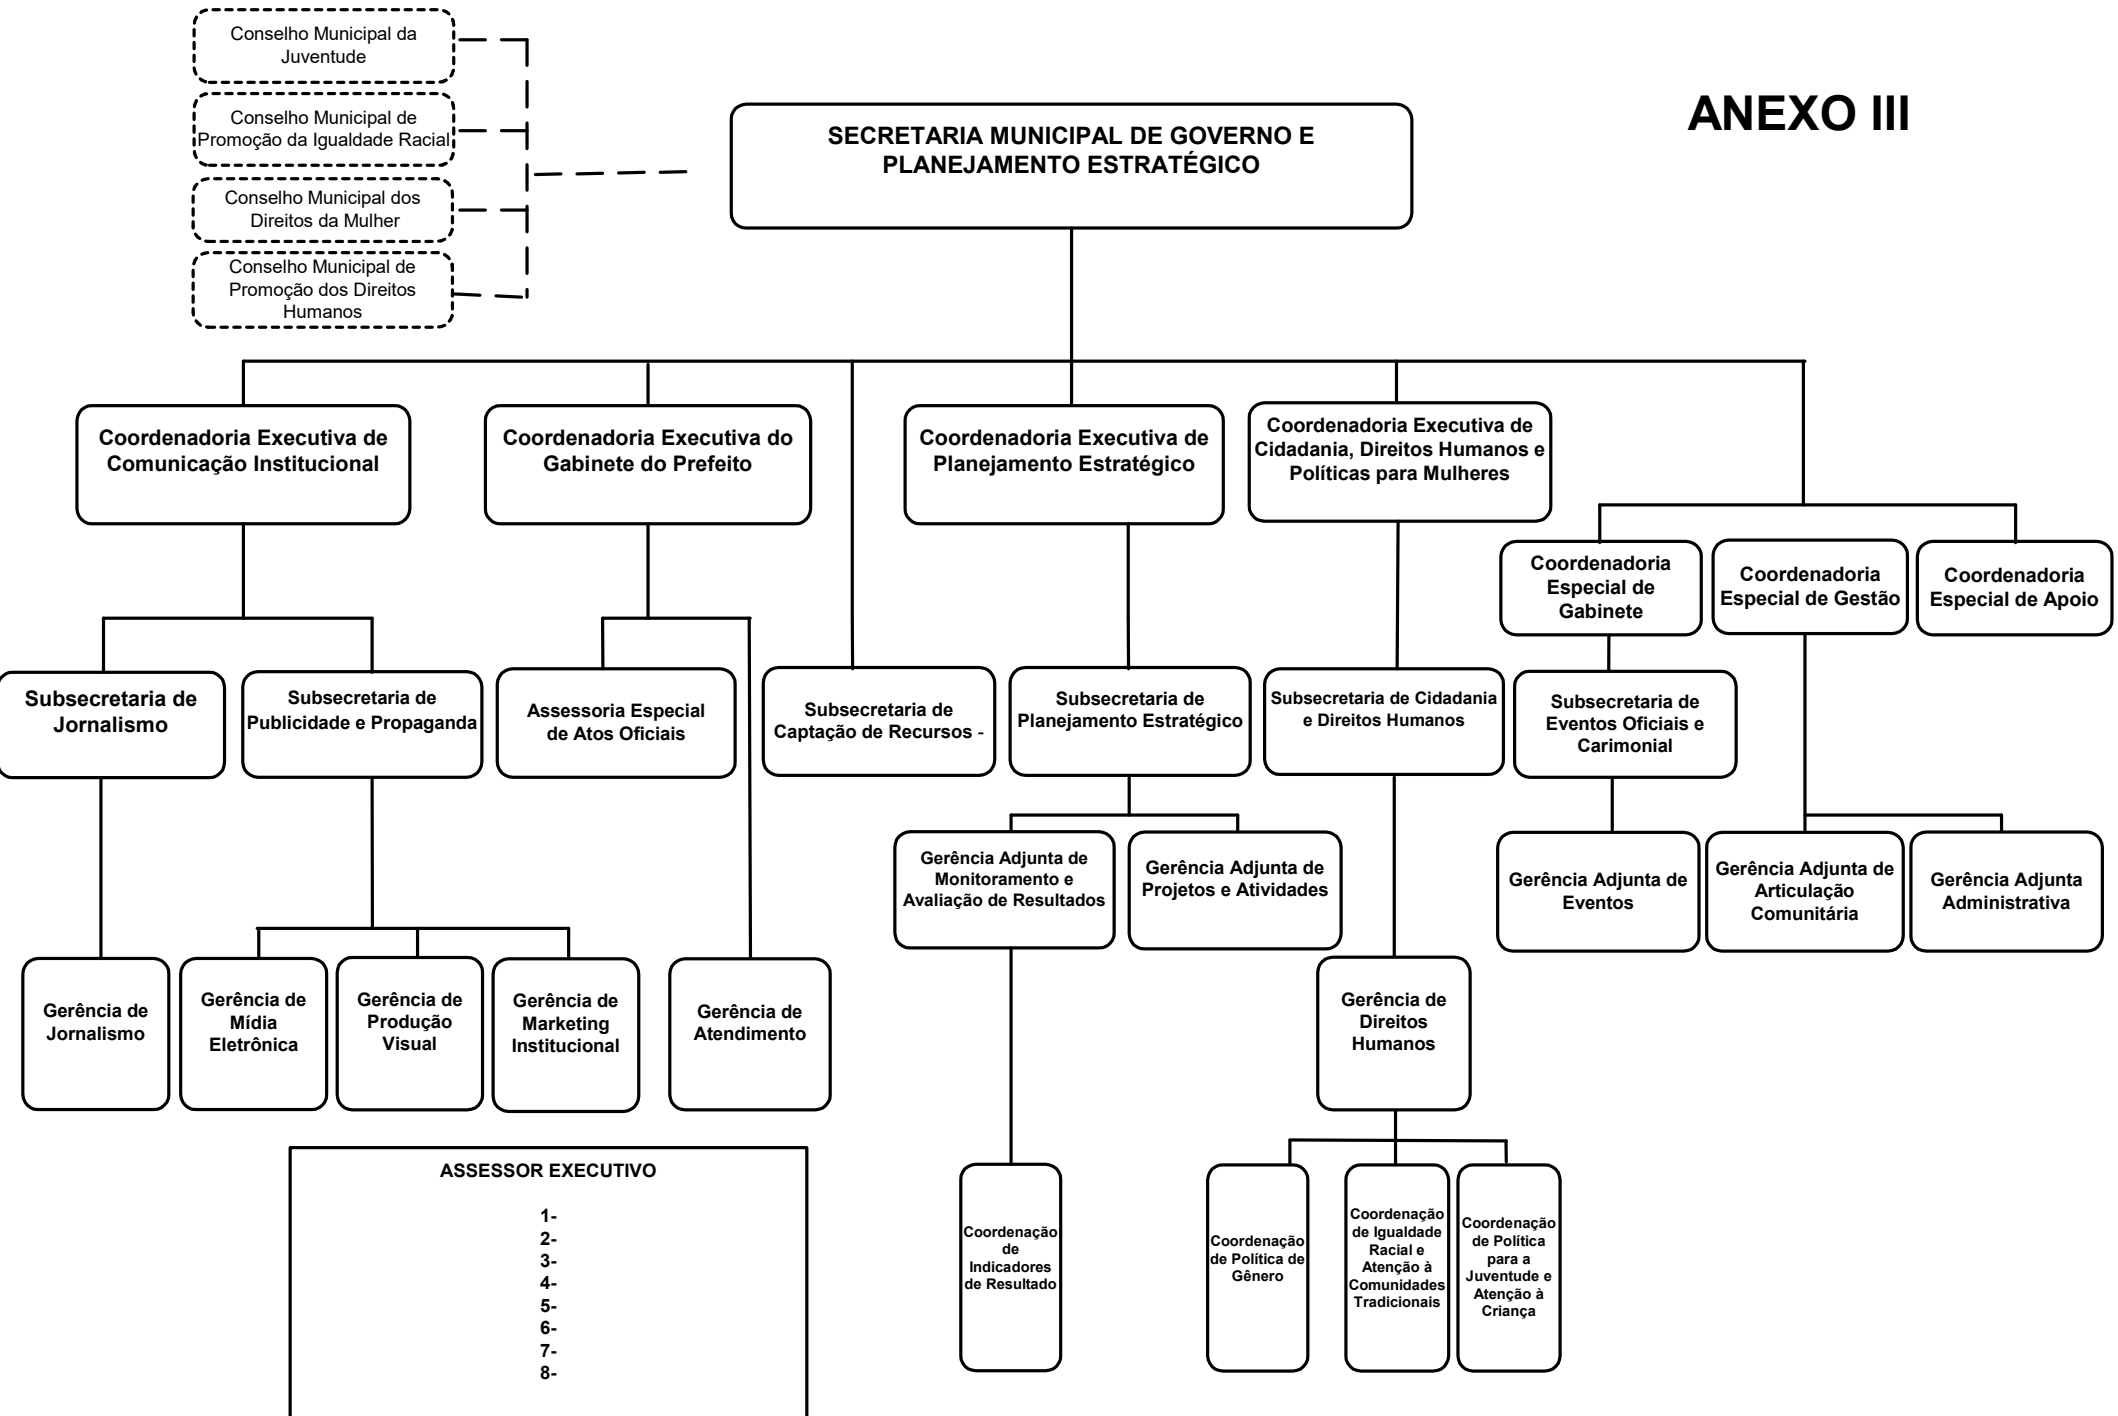 Conselho Municipal da
Juventude
Conselho Municipal de
Promoção da Igualdade Racial
Conselho Municipal dos
Direitos da Mulher
Conselho Municipal de
Promoção dos Direitos
Humanos
ANEXO III
SECRETARIA MUNICIPAL DE GOVERNO E
PLANEJAMENTO ESTRATÉGICO
Coordenadoria Executiva de
Comunicação Institucional
Coordenadoria Executiva do
Gabinete do Prefeito
Coordenadoria Executiva de
Planejamento Estratégico
Coordenadoria Executiva de
Cidadania, Direitos Humanos e
Políticas para Mulheres
Coordenadoria
Especial de
Gabinete
Coordenadoria
Especial de Gestão
Coordenadoria
Especial de Apoio
Subsecretaria de
Jornalismo
Subsecretaria de
Publicidade e Propaganda
Assessoria Especial
de Atos Oficiais
Subsecretaria de
Captação de Recursos -
Subsecretaria de
Planejamento Estratégico
Subsecretaria de Cidadania
e Direitos Humanos
Subsecretaria de
Eventos Oficiais e
Carimonial
Gerência Adjunta de
Monitoramento e
Avaliação de Resultados
Gerência Adjunta de
Projetos e Atividades
Gerência Adjunta de
Eventos
Gerência Adjunta de
Articulação
Comunitária
Gerência Adjunta
Administrativa
Gerência de
Jornalismo
Gerência de
Mídia
Eletrônica
Gerência de
Produção
Visual
Gerência de
Marketing
Institucional
Gerência de
Atendimento
Gerência de
Direitos
Humanos
ASSESSOR EXECUTIVO
1-
2-
3-
4-
5-
6-
7-
8-
Coordenação
de
Indicadores
de Resultado
Coordenação
de Política de
Gênero
Coordenação
de Igualdade
Racial e
Atenção à
Comunidades
Tradicionais
Coordenação
de Política
para a
Juventude e
Atenção à
Criança